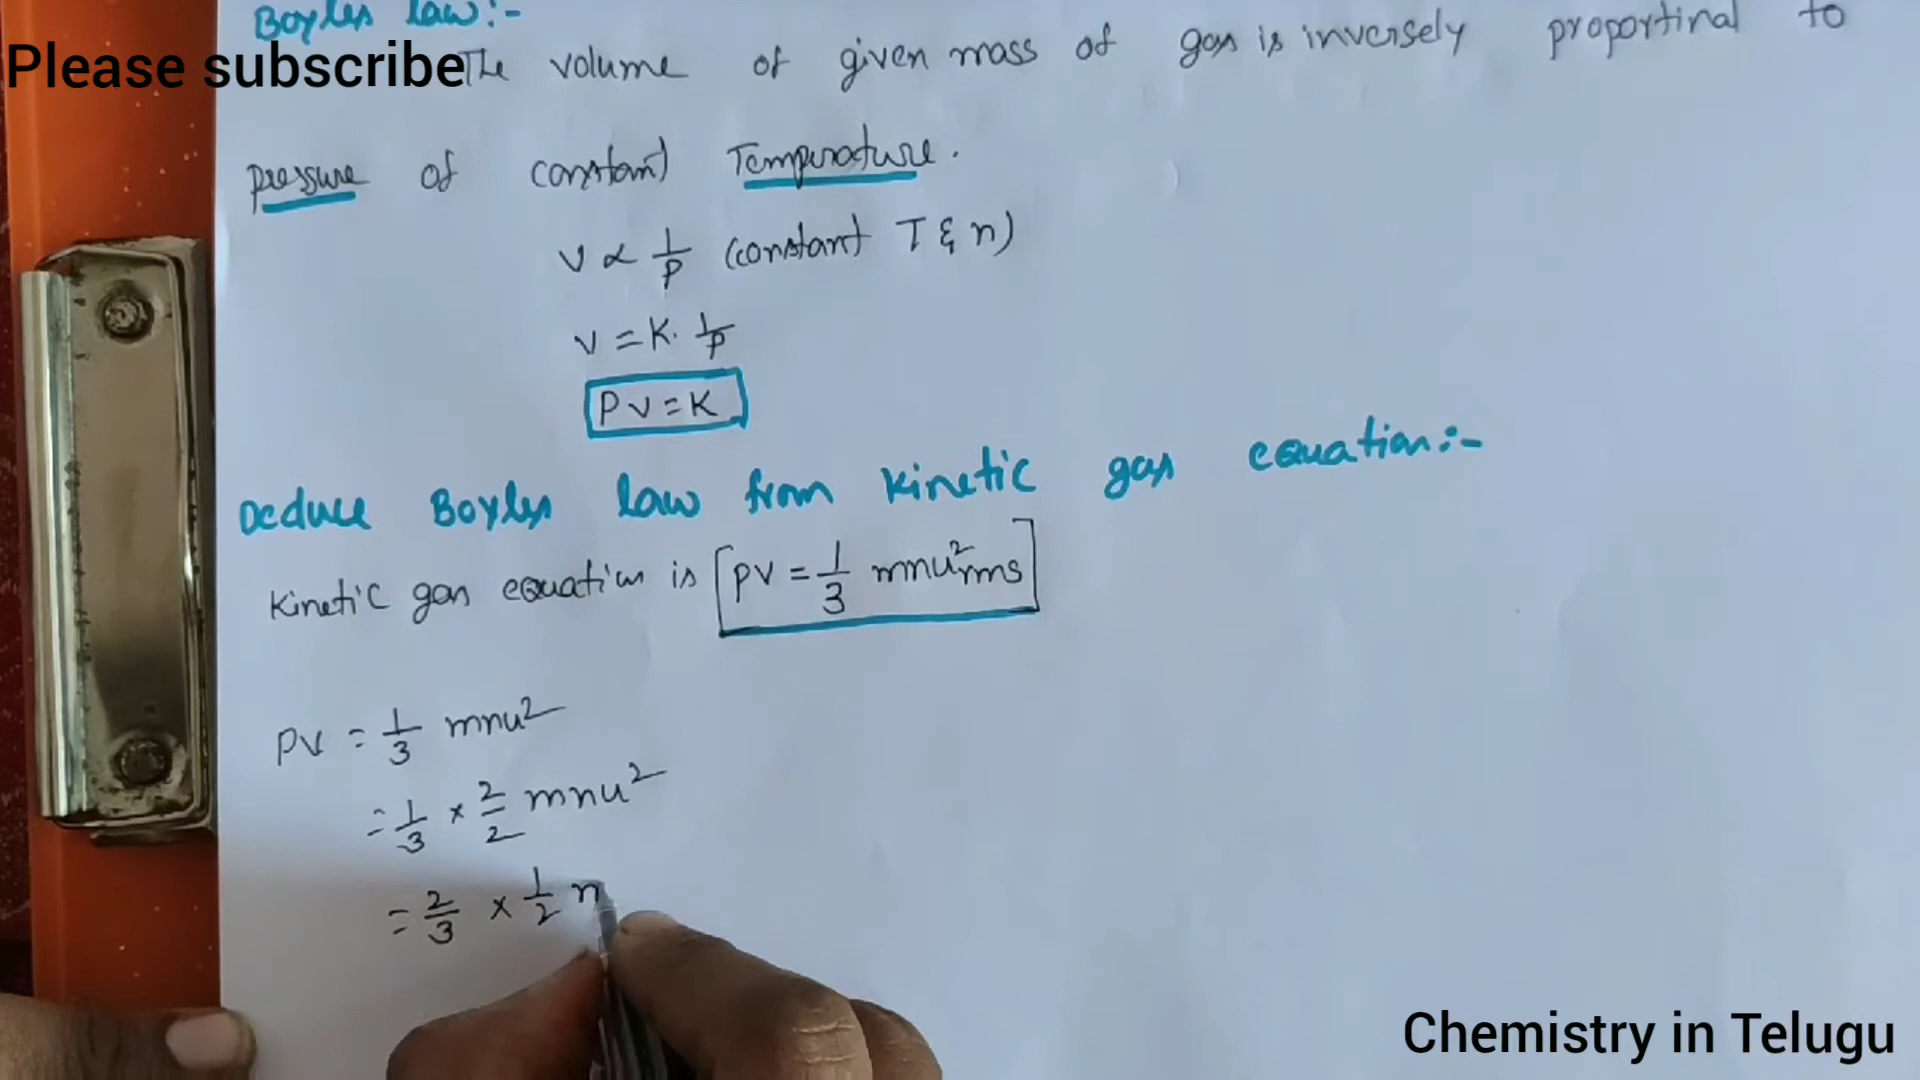 Boyles law:-
Please subscribe
The volume of given mass of gas is inversely proportinal to
pressure of constant Temperature.
V ∝ 1/P (constant T & n)
V = K. 1/P
PV = K
Deduce Boyles law from kinetic gas equation:-
Kinetic gas equation is [PV = 1/3 mnu²rms]
PV = 1/3 mnu²
= 1/3 × 2/2 mnu²
= 2/3 × 1/2 m
Chemistry in Telugu